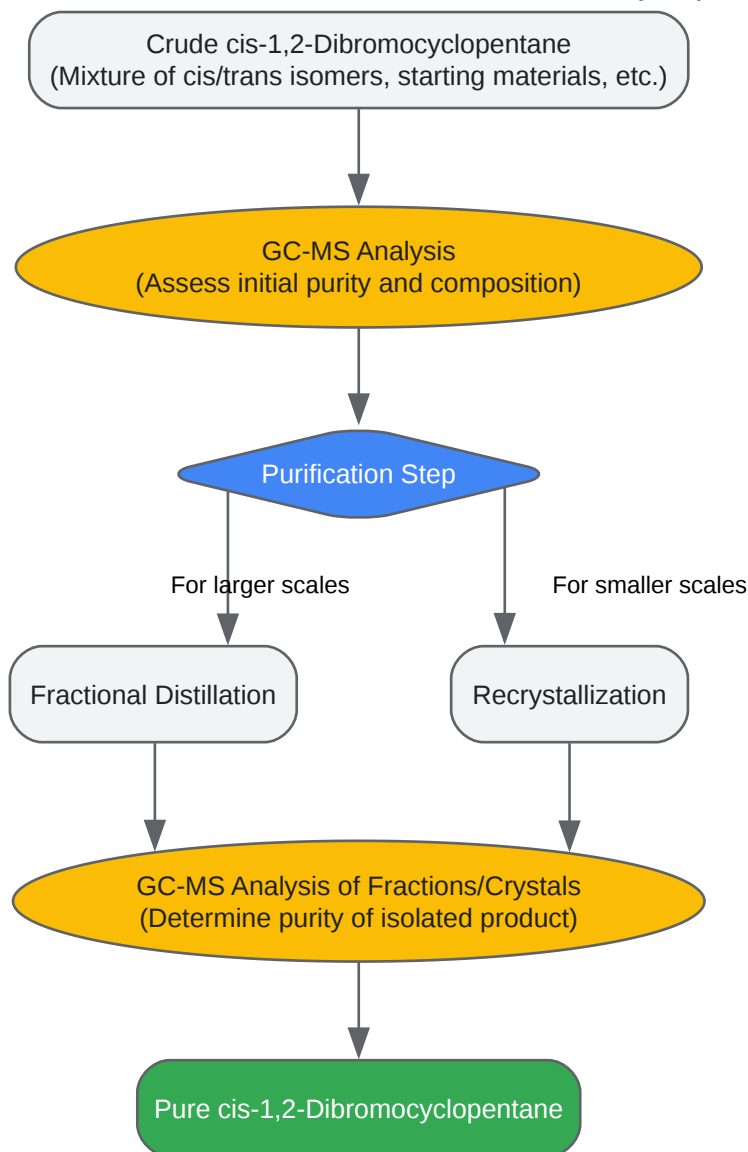 Crude cis-1,2-Dibromocyclopentane
(Mixture of cis/trans isomers, starting materials, etc.)
GC-MS Analysis
(Assess initial purity and composition)
Purification Step
For larger scales
For smaller scales
Fractional Distillation
Recrystallization
GC-MS Analysis of Fractions/Crystals
(Determine purity of isolated product)
Pure cis-1,2-Dibromocyclopentane